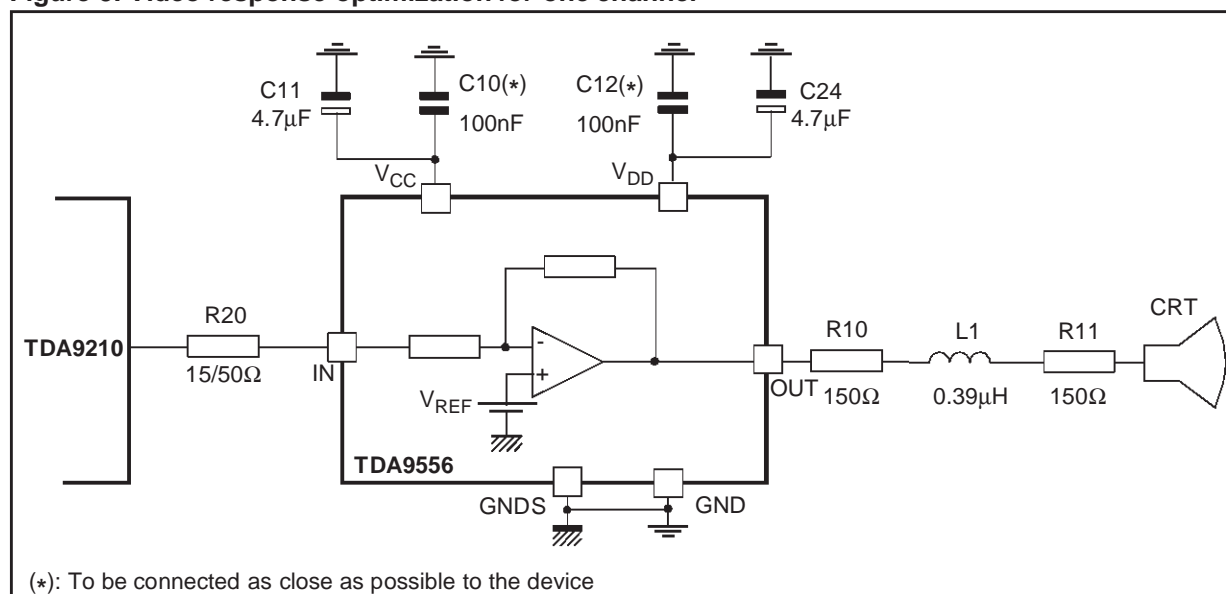 C11
4.7µF
C10(*)
100nF
C12(*)
100nF
C24
4.7µF
VCC
VDD
TDA9210
R20
15/50Ω
IN
-
+
VREF
TDA9556
OUT
R10
150Ω
L1
0.39µH
R11
150Ω
CRT
GNDS
GND
(*): To be connected as close as possible to the device